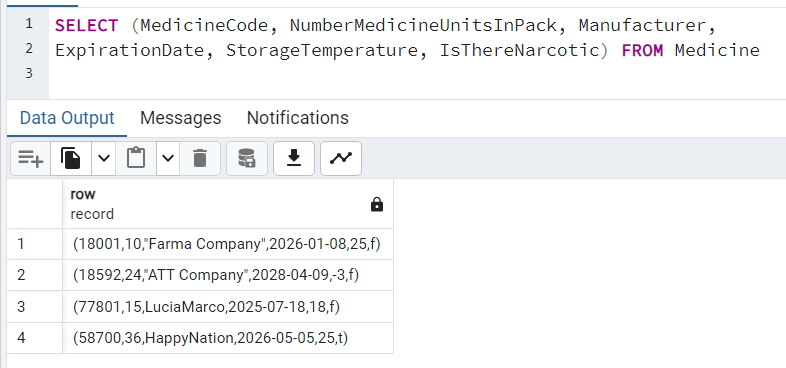 1 SELECT (MedicineCode, NumberMedicineUnitsInPack, Manufacturer,
2 ExpirationDate, StorageTemperature, IsThereNarcotic) FROM Medicine
3
Data Output Messages Notifications
row
record
1 (18001,10,"Farma Company",2026-01-08,25,f)
2 (18592,24,"ATT Company",2028-04-09,-3,f)
3 (77801,15,LuciaMarco,2025-07-18,18,f)
4 (58700,36,HappyNation,2026-05-05,25,t)